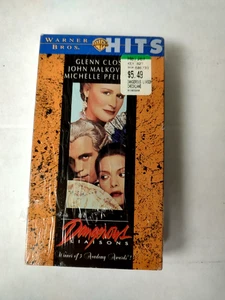 WARNER BROS. HITS
GLENN CLOS
JOHN MALKOV
MICHELLE PFEI
$5.49
Dangerous
LIAISONS
Winner of 3 Academy Awards